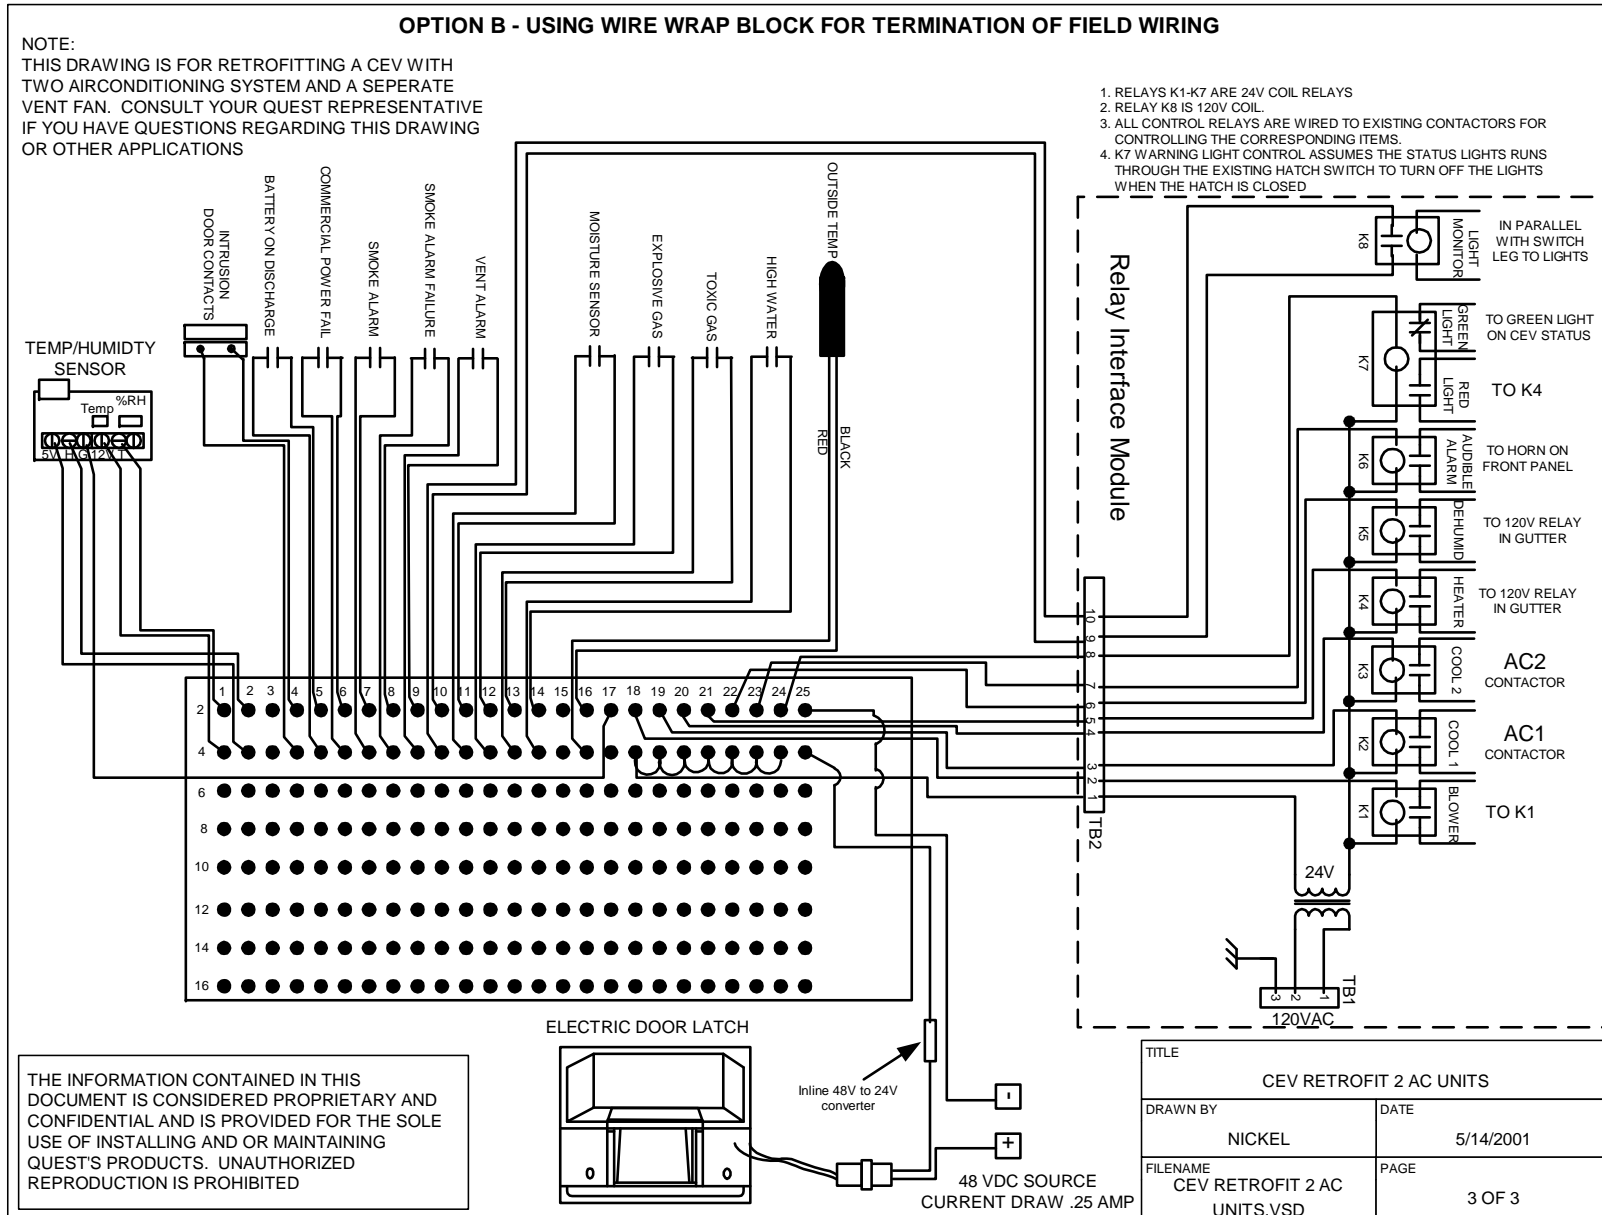 OPTION B - USING WIRE WRAP BLOCK FOR TERMINATION OF FIELD WIRING
NOTE:
THIS DRAWING IS FOR RETROFITTING A CEV WITH
TWO AIRCONDITIONING SYSTEM AND A SEPERATE
VENT FAN. CONSULT YOUR QUEST REPRESENTATIVE
IF YOU HAVE QUESTIONS REGARDING THIS DRAWING
OR OTHER APPLICATIONS
1. RELAYS K1-K7 ARE 24V COIL RELAYS
2. RELAY K8 IS 120V COIL.
3. ALL CONTROL RELAYS ARE WIRED TO EXISTING CONTACTORS FOR
CONTROLLING THE CORRESPONDING ITEMS.
4. K7 WARNING LIGHT CONTROL ASSUMES THE STATUS LIGHTS RUNS
THROUGH THE EXISTING HATCH SWITCH TO TURN OFF THE LIGHTS
WHEN THE HATCH IS CLOSED
INTRUSION
DOOR CONTACTS
BATTERY ON DISCHARGE
COMMERCIAL POWER FAIL
SMOKE ALARM
SMOKE ALARM FAILURE
VENT ALARM
MOISTURE SENSOR
EXPLOSIVE GAS
TOXIC GAS
HIGH WATER
OUTSIDE TEMP
RED
BLACK
TEMP/HUMIDTY
SENSOR
Temp
%RH
5V H G 12V T
1 2 3 4 5 6 7 8 9 10 11 12 13 14 15 16 17 18 19 20 21 22 23 24 25
2
4
6
8
10
12
14
16
Relay Interface Module
10
9
8
7
6
5
4
3
2
1
TB2
K8
LIGHT
MONITOR
IN PARALLEL
WITH SWITCH
LEG TO LIGHTS
K7
GREEN
LIGHT
TO GREEN LIGHT
ON CEV STATUS
RED
LIGHT
TO K4
K6
AUDIBLE
ALARM
TO HORN ON
FRONT PANEL
K5
DEHUMID
TO 120V RELAY
IN GUTTER
K4
HEATER
TO 120V RELAY
IN GUTTER
K3
COOL 2
AC2
CONTACTOR
K2
COOL 1
AC1
CONTACTOR
K1
BLOWER
TO K1
24V
3 2 1
TB1
120VAC
ELECTRIC DOOR LATCH
Inline 48V to 24V
converter
-
+
48 VDC SOURCE
CURRENT DRAW .25 AMP
THE INFORMATION CONTAINED IN THIS
DOCUMENT IS CONSIDERED PROPRIETARY AND
CONFIDENTIAL AND IS PROVIDED FOR THE SOLE
USE OF INSTALLING AND OR MAINTAINING
QUEST'S PRODUCTS. UNAUTHORIZED
REPRODUCTION IS PROHIBITED
TITLE
CEV RETROFIT 2 AC UNITS
DRAWN BY
NICKEL
DATE
5/14/2001
FILENAME
CEV RETROFIT 2 AC
UNITS.VSD
PAGE
3 OF 3